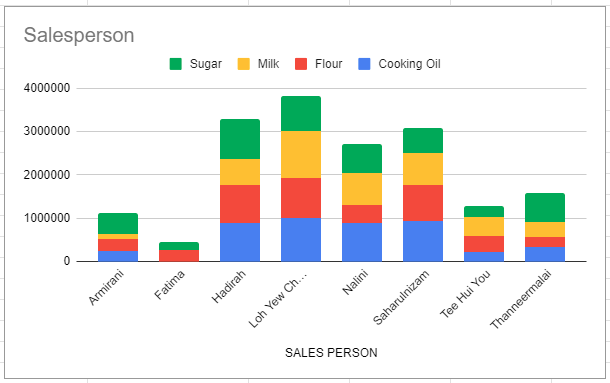 Salesperson
Sugar Milk Flour Cooking Oil
4000000
3000000
2000000
1000000
0
Armirani Fatima Hadirah Loh Yew Ch... Nalini Saharulnizam Tee Hui You Thanneermalai
SALES PERSON